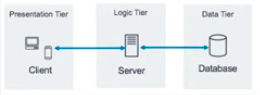 Presentation Tier
Logic Tier
Data Tier
Client
Server
Database